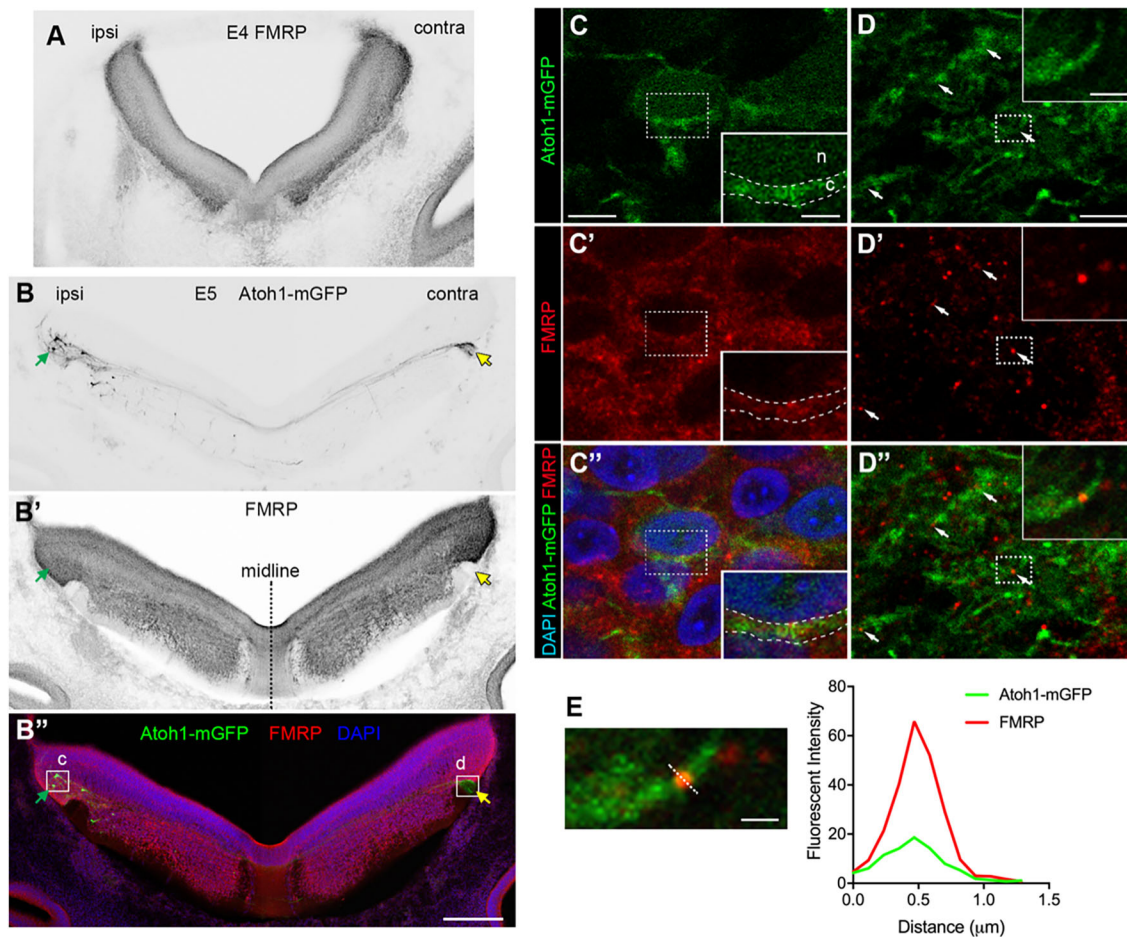 A
ipsi
E4 FMRP
contra
B
ipsi
E5
Atoh1-mGFP
contra
B'
FMRP
midline
B"
Atoh1-mGFP FMRP DAPI
c
d
C
D
Atoh1-mGFP
n
c
C'
D'
FMRP
C"
D"
DAPI Atoh1-mGFP FMRP
E
Atoh1-mGFP
FMRP
Fluorescent Intensity
80
60
40
20
0
0.0 0.5 1.0 1.5
Distance (μm)